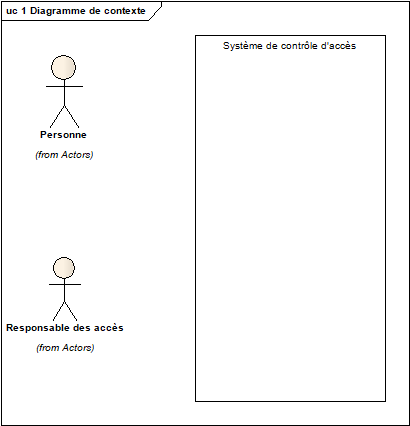 uc 1 Diagramme de contexte
Système de contrôle d'accès
Personne
(from Actors)
Responsable des accès
(from Actors)